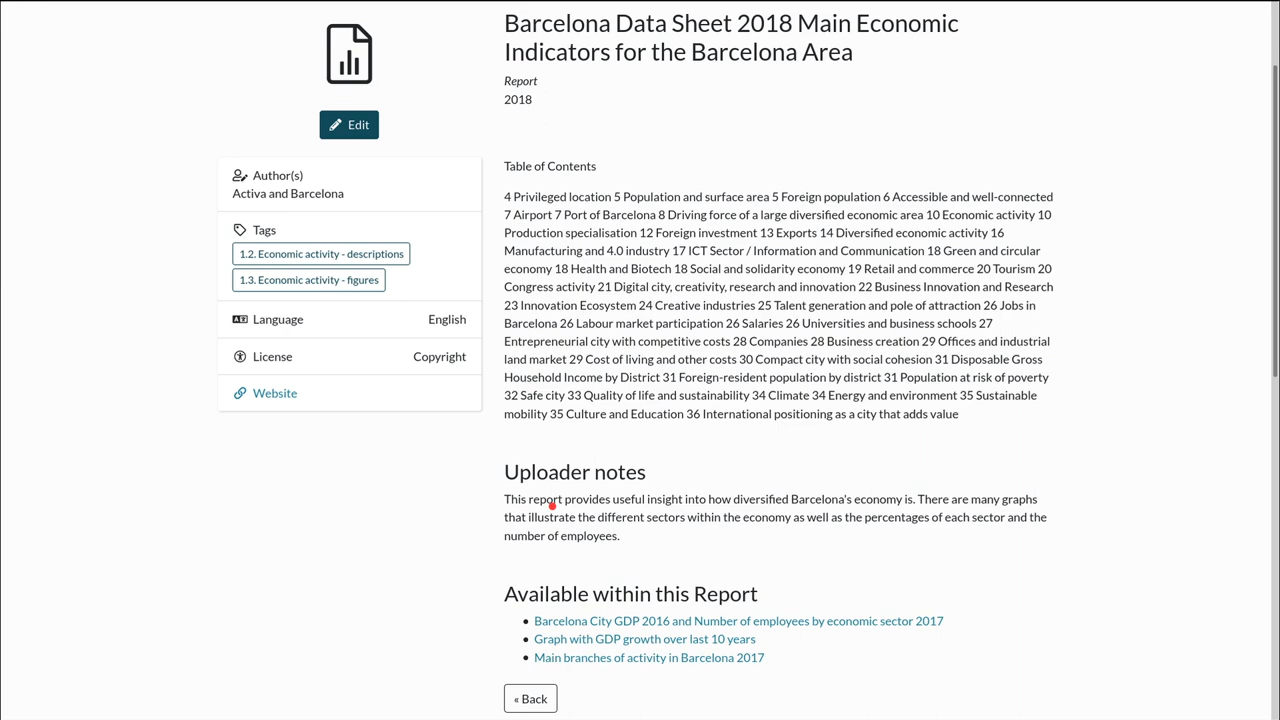 Barcelona Data Sheet 2018 Main Economic
Indicators for the Barcelona Area
Report
2018
Edit
Author(s)
Activa and Barcelona
Tags
1.2. Economic activity - descriptions
1.3. Economic activity - figures
Language English
License Copyright
Website
Table of Contents
4 Privileged location 5 Population and surface area 5 Foreign population 6 Accessible and well-connected
7 Airport 7 Port of Barcelona 8 Driving force of a large diversified economic area 10 Economic activity 10
Production specialisation 12 Foreign investment 13 Exports 14 Diversified economic activity 16
Manufacturing and 4.0 industry 17 ICT Sector / Information and Communication 18 Green and circular
economy 18 Health and Biotech 18 Social and solidarity economy 19 Retail and commerce 20 Tourism 20
Congress activity 21 Digital city, creativity, research and innovation 22 Business Innovation and Research
23 Innovation Ecosystem 24 Creative industries 25 Talent generation and pole of attraction 26 Jobs in
Barcelona 26 Labour market participation 26 Salaries 26 Universities and business schools 27
Entrepreneurial city with competitive costs 28 Companies 28 Business creation 29 Offices and industrial
land market 29 Cost of living and other costs 30 Compact city with social cohesion 31 Disposable Gross
Household Income by District 31 Foreign-resident population by district 31 Population at risk of poverty
32 Safe city 33 Quality of life and sustainability 34 Climate 34 Energy and environment 35 Sustainable
mobility 35 Culture and Education 36 International positioning as a city that adds value
Uploader notes
This report provides useful insight into how diversified Barcelona's economy is. There are many graphs
that illustrate the different sectors within the economy as well as the percentages of each sector and the
number of employees.
Available within this Report
• Barcelona City GDP 2016 and Number of employees by economic sector 2017
• Graph with GDP growth over last 10 years
• Main branches of activity in Barcelona 2017
« Back